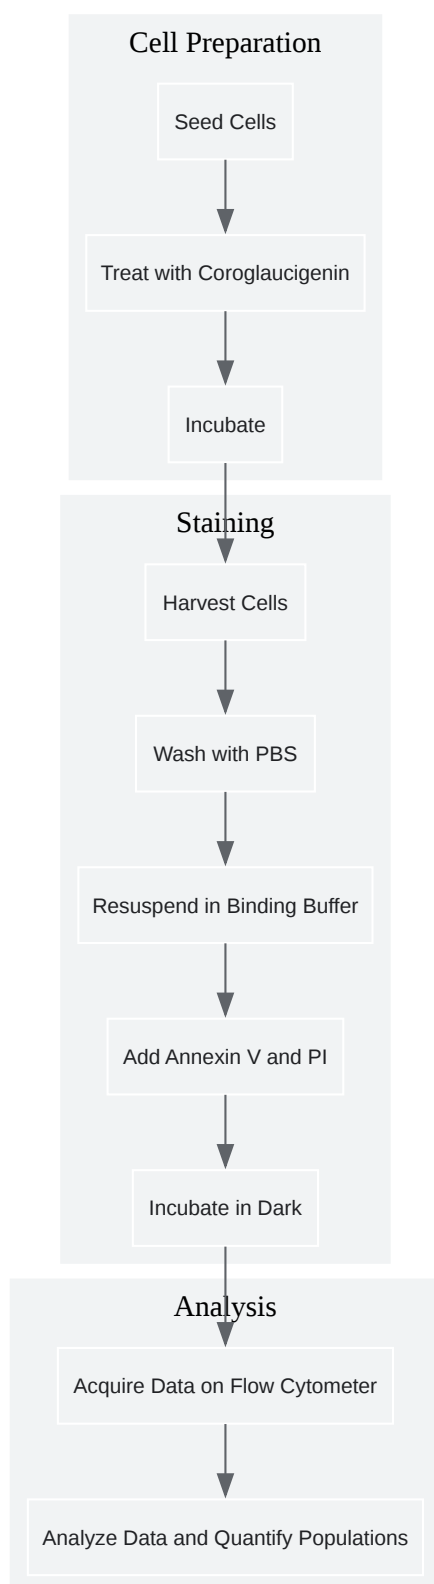 Cell Preparation
Seed Cells
Treat with Coroglaucigenin
Incubate
Staining
Harvest Cells
Wash with PBS
Resuspend in Binding Buffer
Add Annexin V and PI
Incubate in Dark
Analysis
Acquire Data on Flow Cytometer
Analyze Data and Quantify Populations